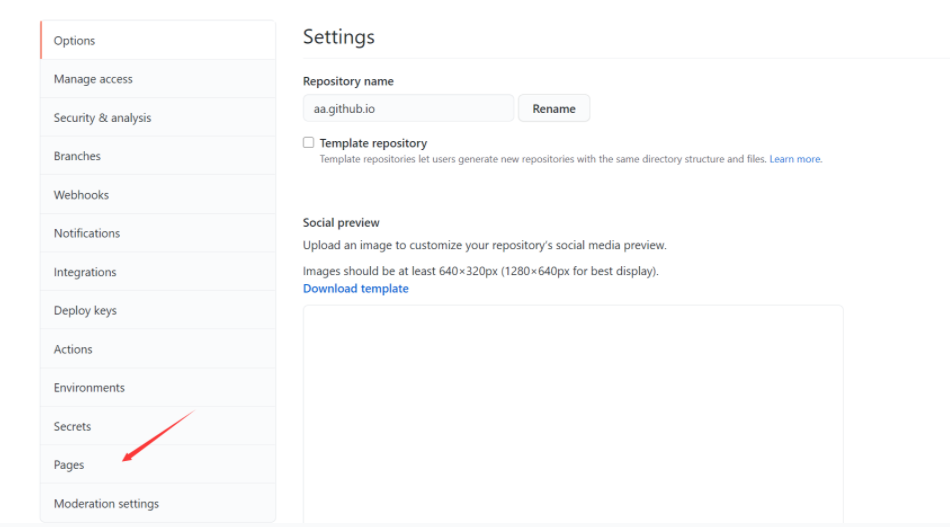 Options
Manage access
Security & analysis
Branches
Webhooks
Notifications
Integrations
Deploy keys
Actions
Environments
Secrets
Pages
Moderation settings
Settings
Repository name
aa.github.io
Rename
Template repository
Template repositories let users generate new repositories with the same directory structure and files. Learn more.
Social preview
Upload an image to customize your repository's social media preview.
Images should be at least 640×320px (1280×640px for best display).
Download template